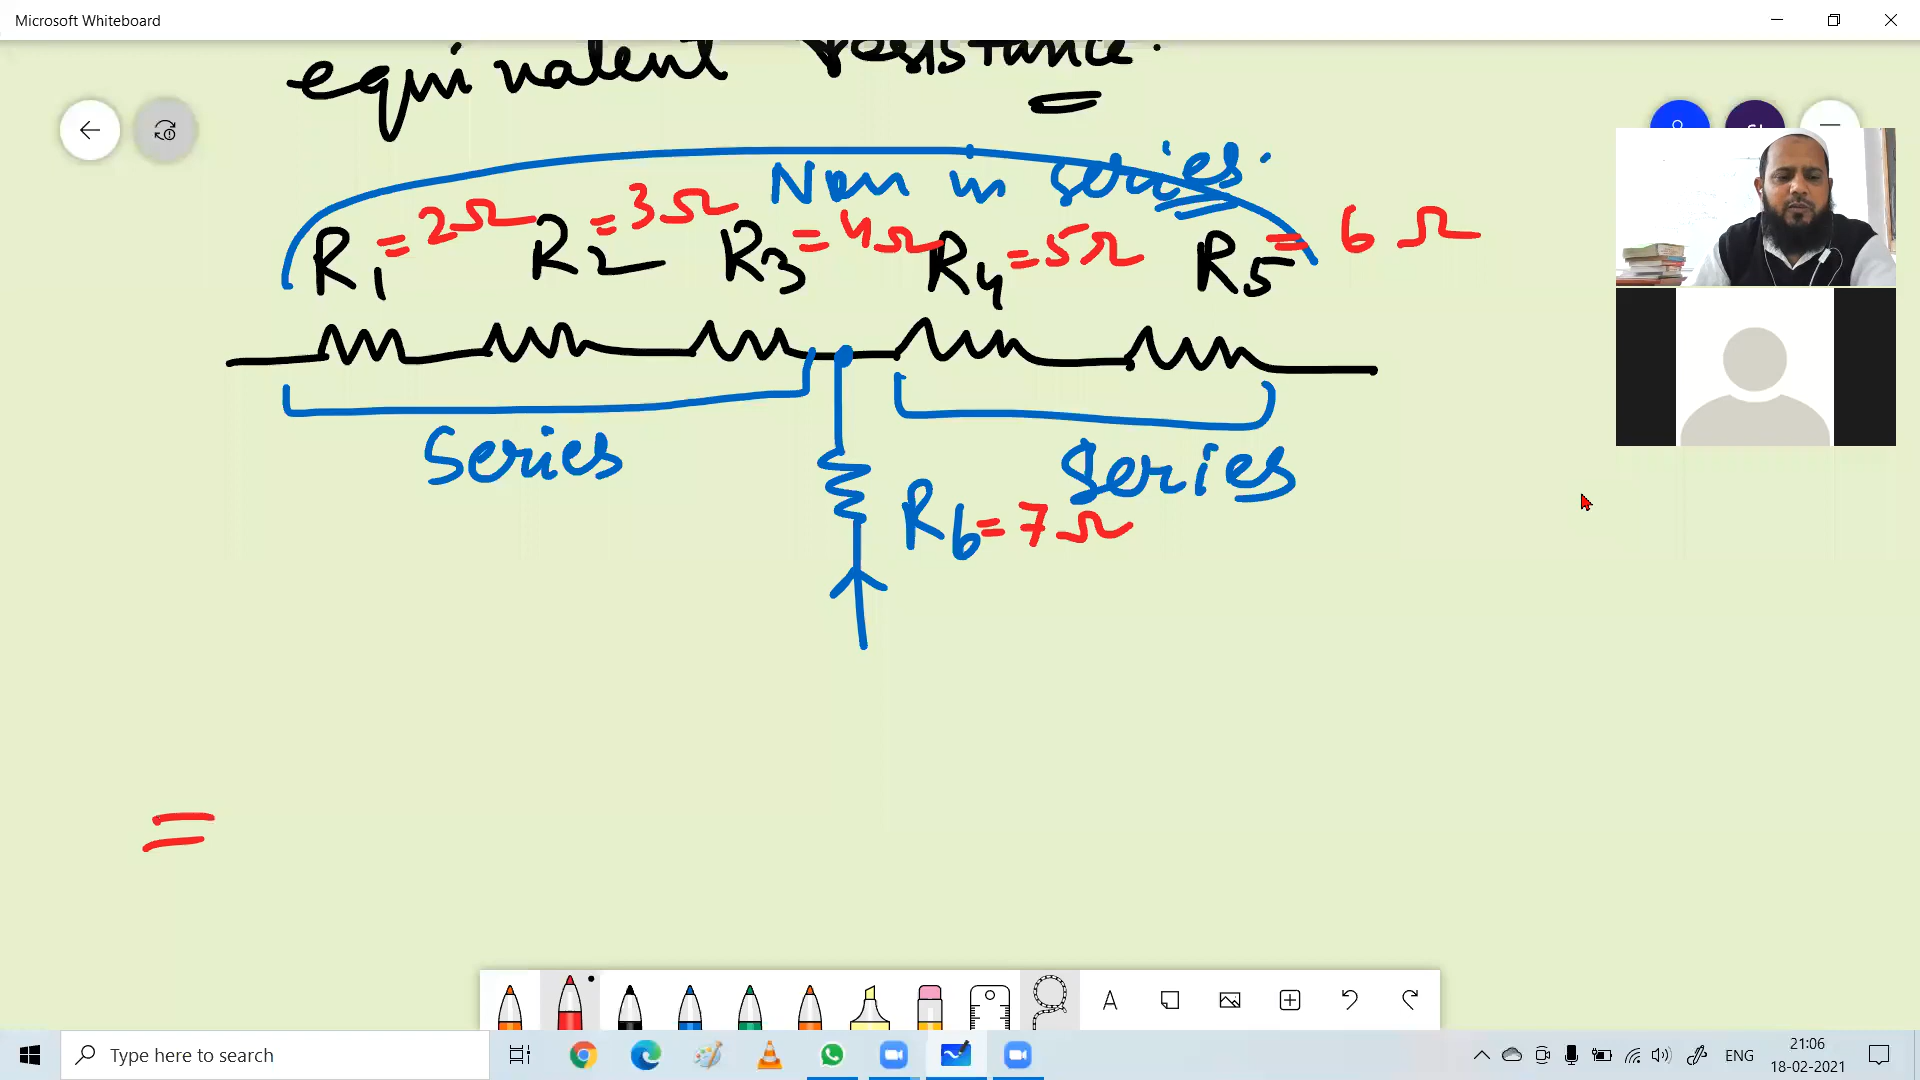 Microsoft Whiteboard
equivalent resistance.
Non in series.
R1 = 2Ω R2 = 3Ω R3 = 4Ω R4 = 5Ω R5 = 6Ω
Series Series
R6 = 7Ω
=
A
Type here to search
ENG
21:06
18-02-2021